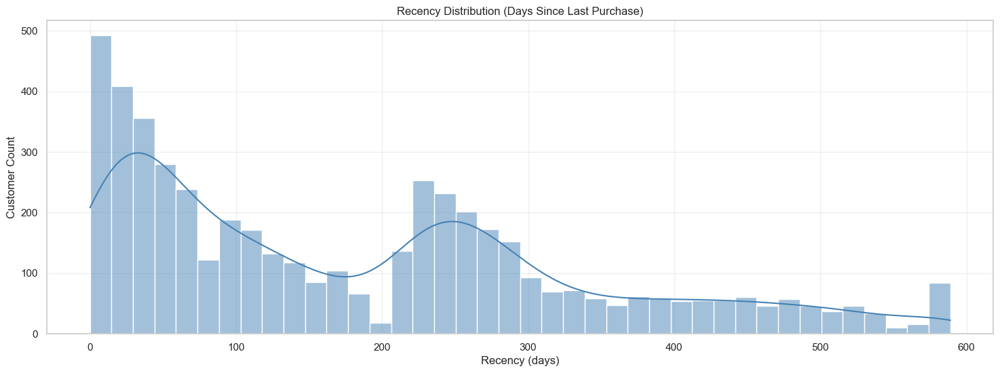 Recency Distribution (Days Since Last Purchase)
500
400
300
200
100
0
Customer Count
0 100 200 300 400 500 600
Recency (days)